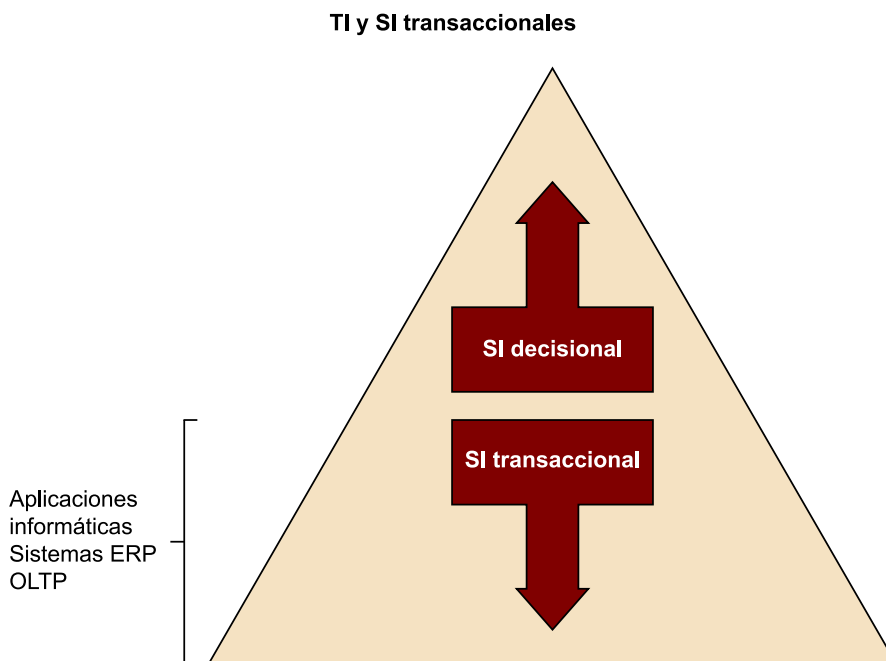 TI y SI transaccionales
SI decisional
SI transaccional
Aplicaciones
informáticas
Sistemas ERP
OLTP